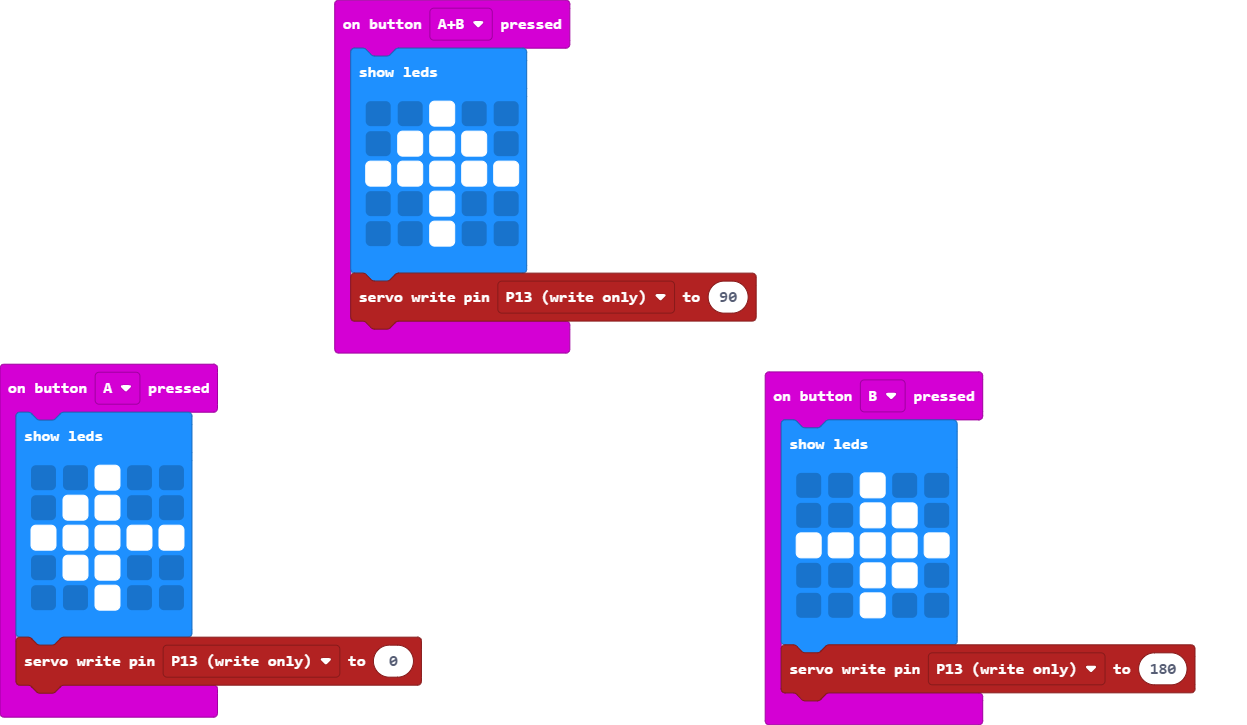 on button A+B pressed
show leds
servo write pin P13 (write only) to 90
on button A pressed
show leds
servo write pin P13 (write only) to 0
on button B pressed
show leds
servo write pin P13 (write only) to 180